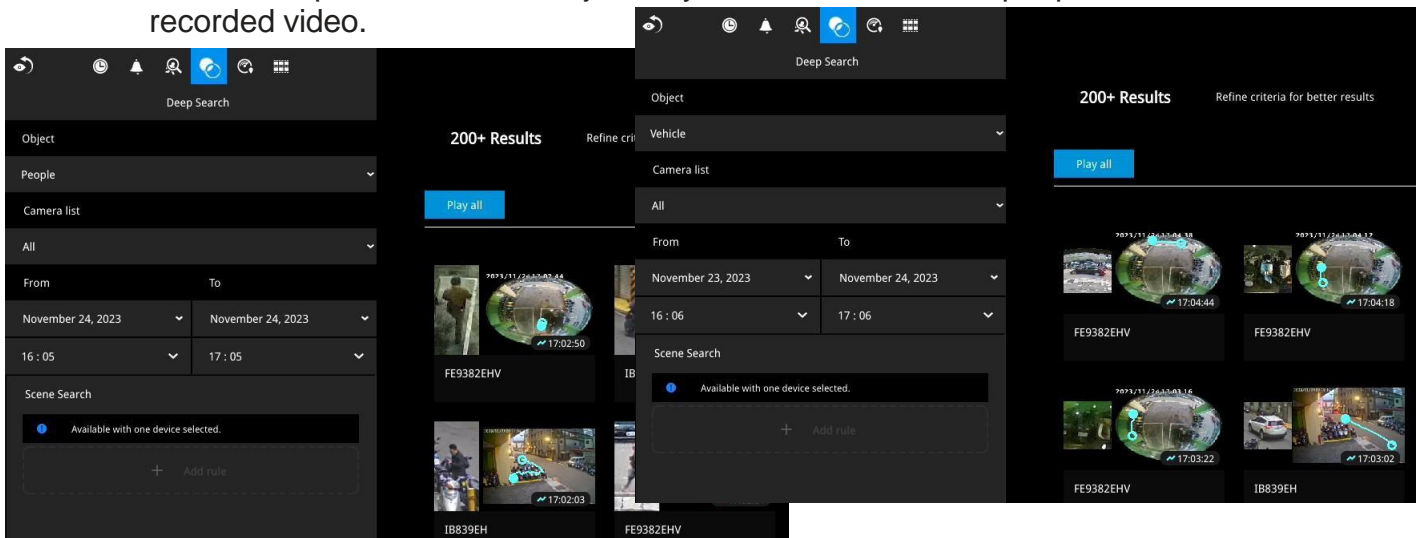 recorded video.
Deep Search
Object
People
Camera list
All
From To
November 24, 2023 November 24, 2023
16 : 05 17 : 05
Scene Search
Available with one device selected.
+ Add rule
200+ Results Refine
Play all
17:02:50
FE9382EHV IB
17:02:03
IB839EH FE9382EHV
Deep Search
Object
Vehicle
Camera list
All
From To
November 23, 2023 November 24, 2023
16 : 06 17 : 06
Scene Search
Available with one device selected.
+ Add rule
200+ Results Refine criteria for better results
Play all
17:04:44 17:04:18
FE9382EHV FE9382EHV
17:03:22 17:03:02
FE9382EHV IB839EH